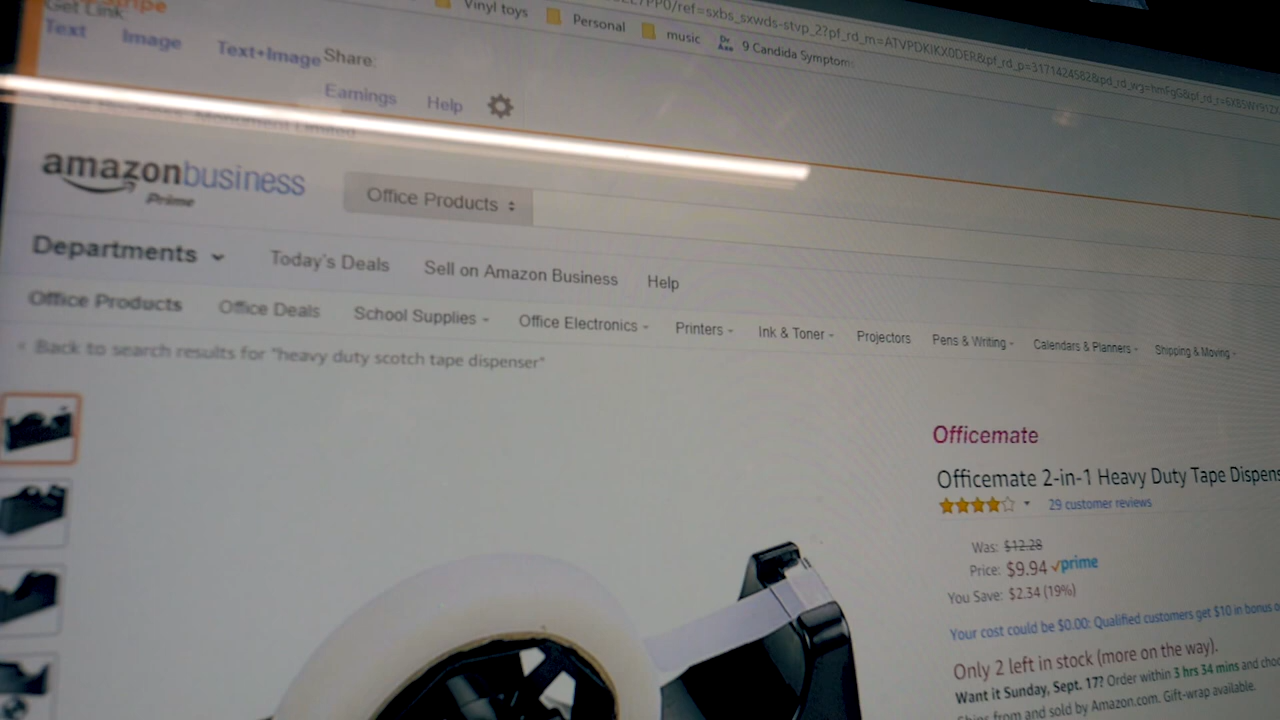 Get Link:
Text Image Text+Image Share:
Earnings Help
Vinyl toys Personal music 9 Candida Symptom
amazonbusiness
Prime
Office Products
Departments Today's Deals Sell on Amazon Business Help
Office Products Office Deals School Supplies Office Electronics Printers Ink & Toner Projectors Pens & Writing Calendars & Planners Shipping & Moving
‹ Back to search results for "heavy duty scotch tape dispenser"
Officemate
Officemate 2-in-1 Heavy Duty Tape Dispens
29 customer reviews
Was: $12.28
Price: $9.94 prime
You Save: $2.34 (19%)
Your cost could be $0.00: Qualified customers get $10 in bonus
Only 2 left in stock (more on the way).
Want it Sunday, Sept. 17? Order within 3 hrs 34 mins and choo
Ships from and sold by Amazon.com. Gift-wrap available.